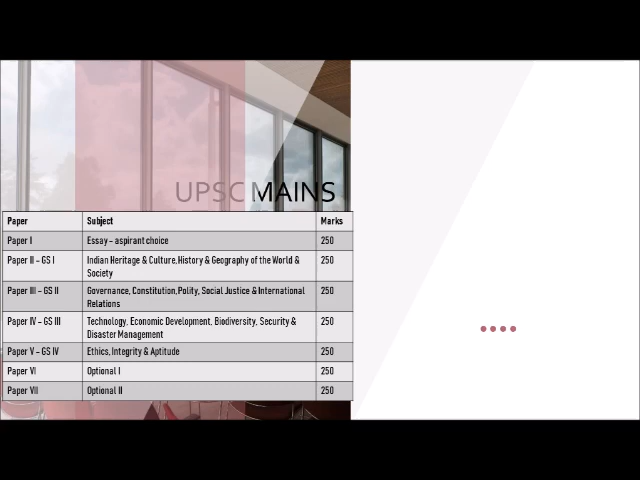 UPSC MAINS
Paper Subject Marks
Paper I Essay – aspirant choice 250
Paper II – GS I Indian Heritage & Culture,History & Geography of the World & 250
Society
Paper III – GS II Governance, Constitution,Polity, Social Justice &International 250
Relations
Paper IV – GS III Technology, Economic Development, Biodiversity, Security & 250
Disaster Management
Paper V – GS IV Ethics, Integrity & Aptitude 250
Paper VI Optional I 250
Paper VII Optional II 250